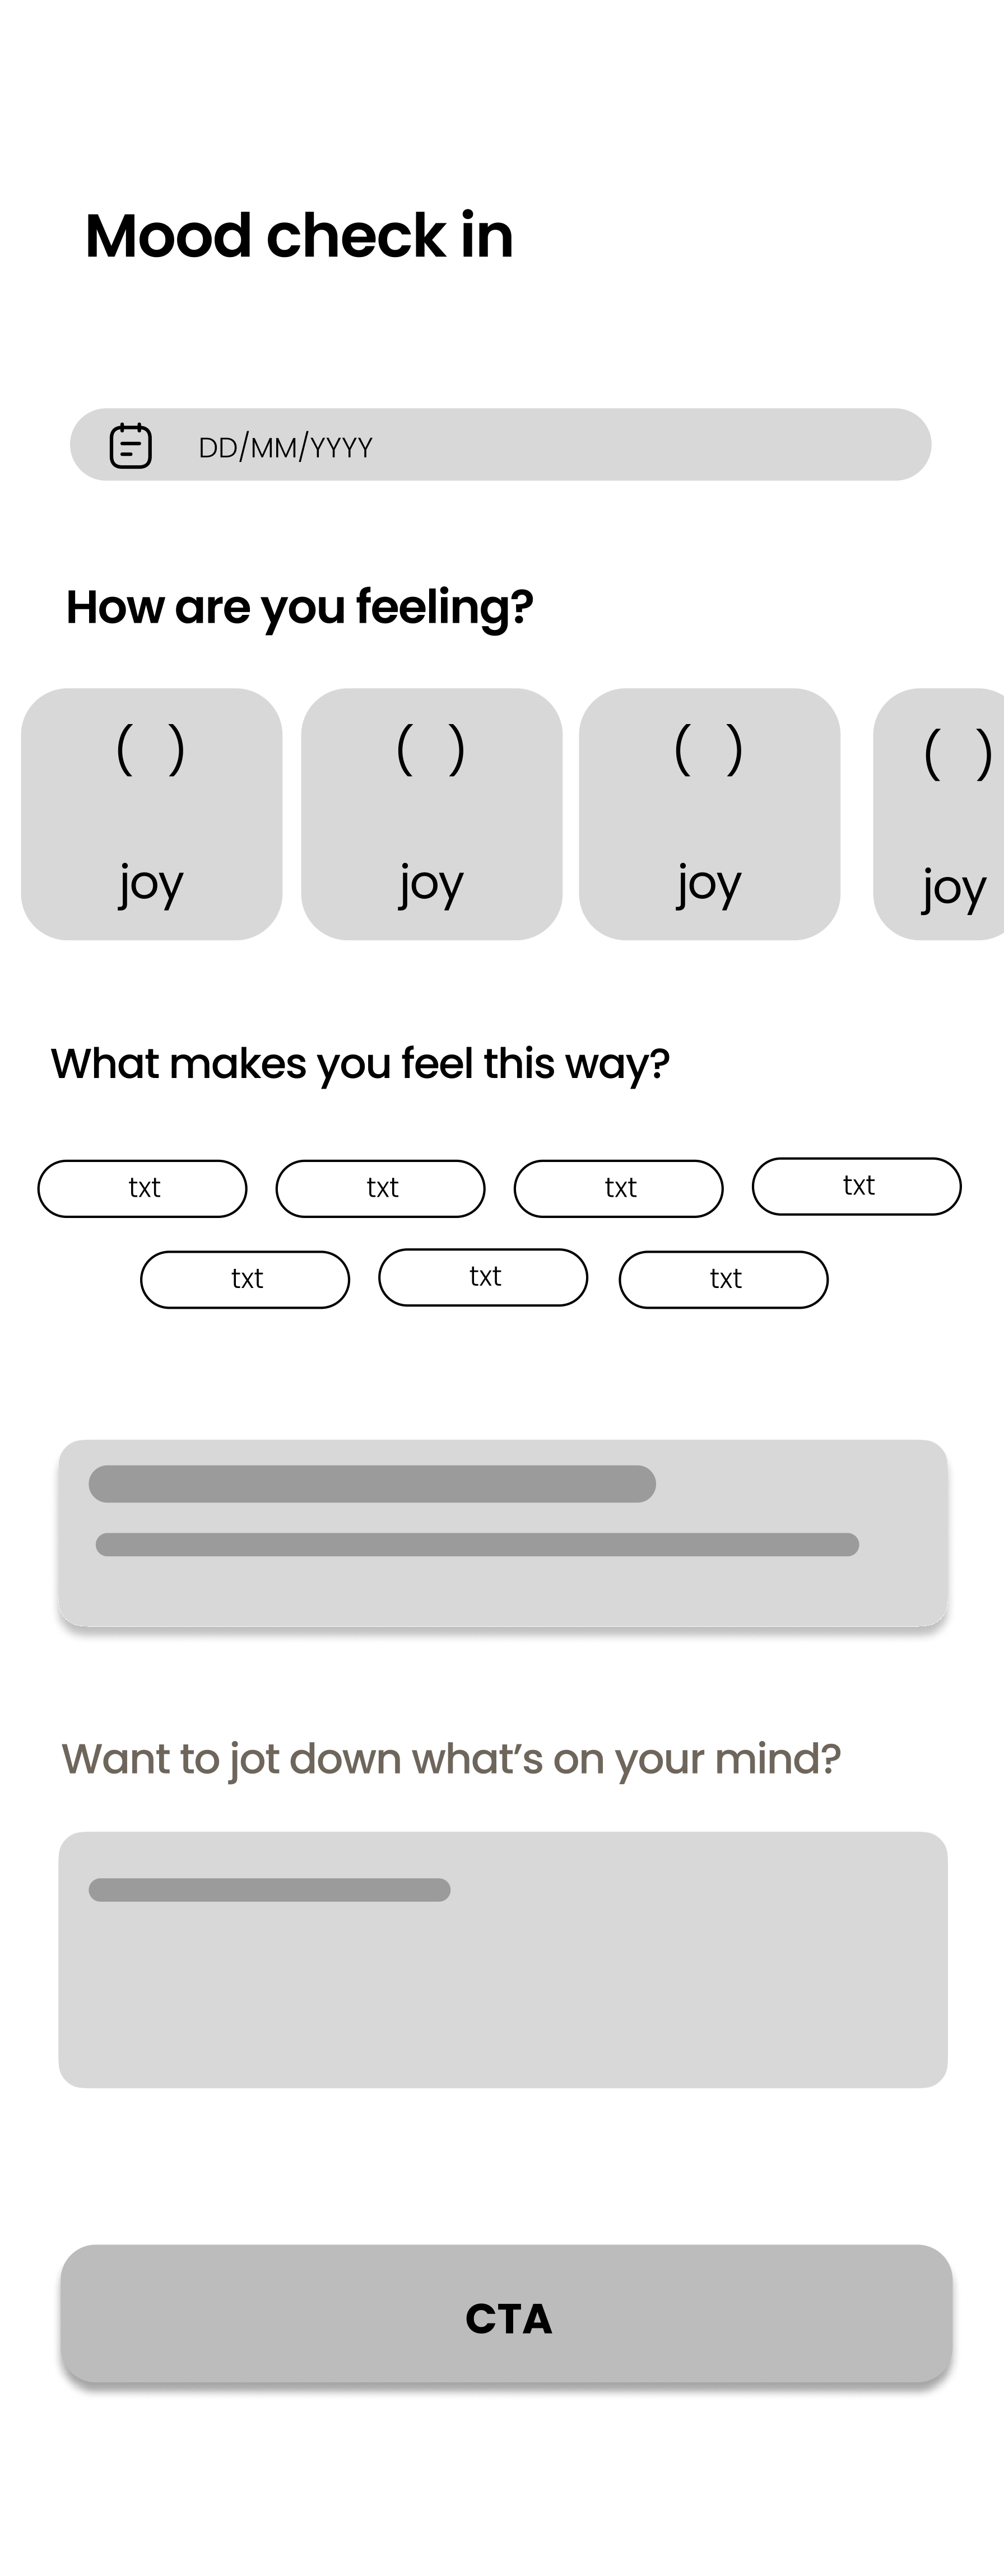 Mood check in
DD/MM/YYYY
How are you feeling?
( ) ( ) ( ) ( )
joy joy joy joy
What makes you feel this way?
txt txt txt txt
txt txt txt
Want to jot down what’s on your mind?
CTA